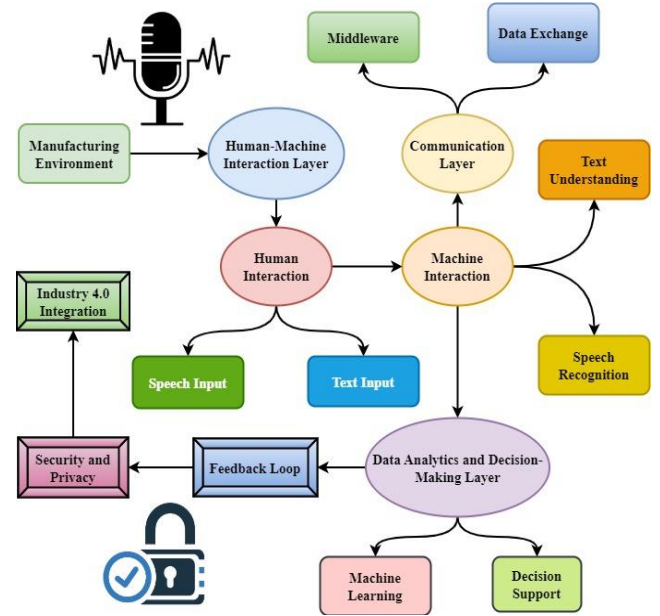 Middleware
Data Exchange
Manufacturing
Environment
Human-Machine
Interaction Layer
Communication
Layer
Text
Understanding
Human
Interaction
Machine
Interaction
Industry 4.0
Integration
Speech Input
Text Input
Speech
Recognition
Security and
Privacy
Feedback Loop
Data Analytics and Decision-
Making Layer
Machine
Learning
Decision
Support